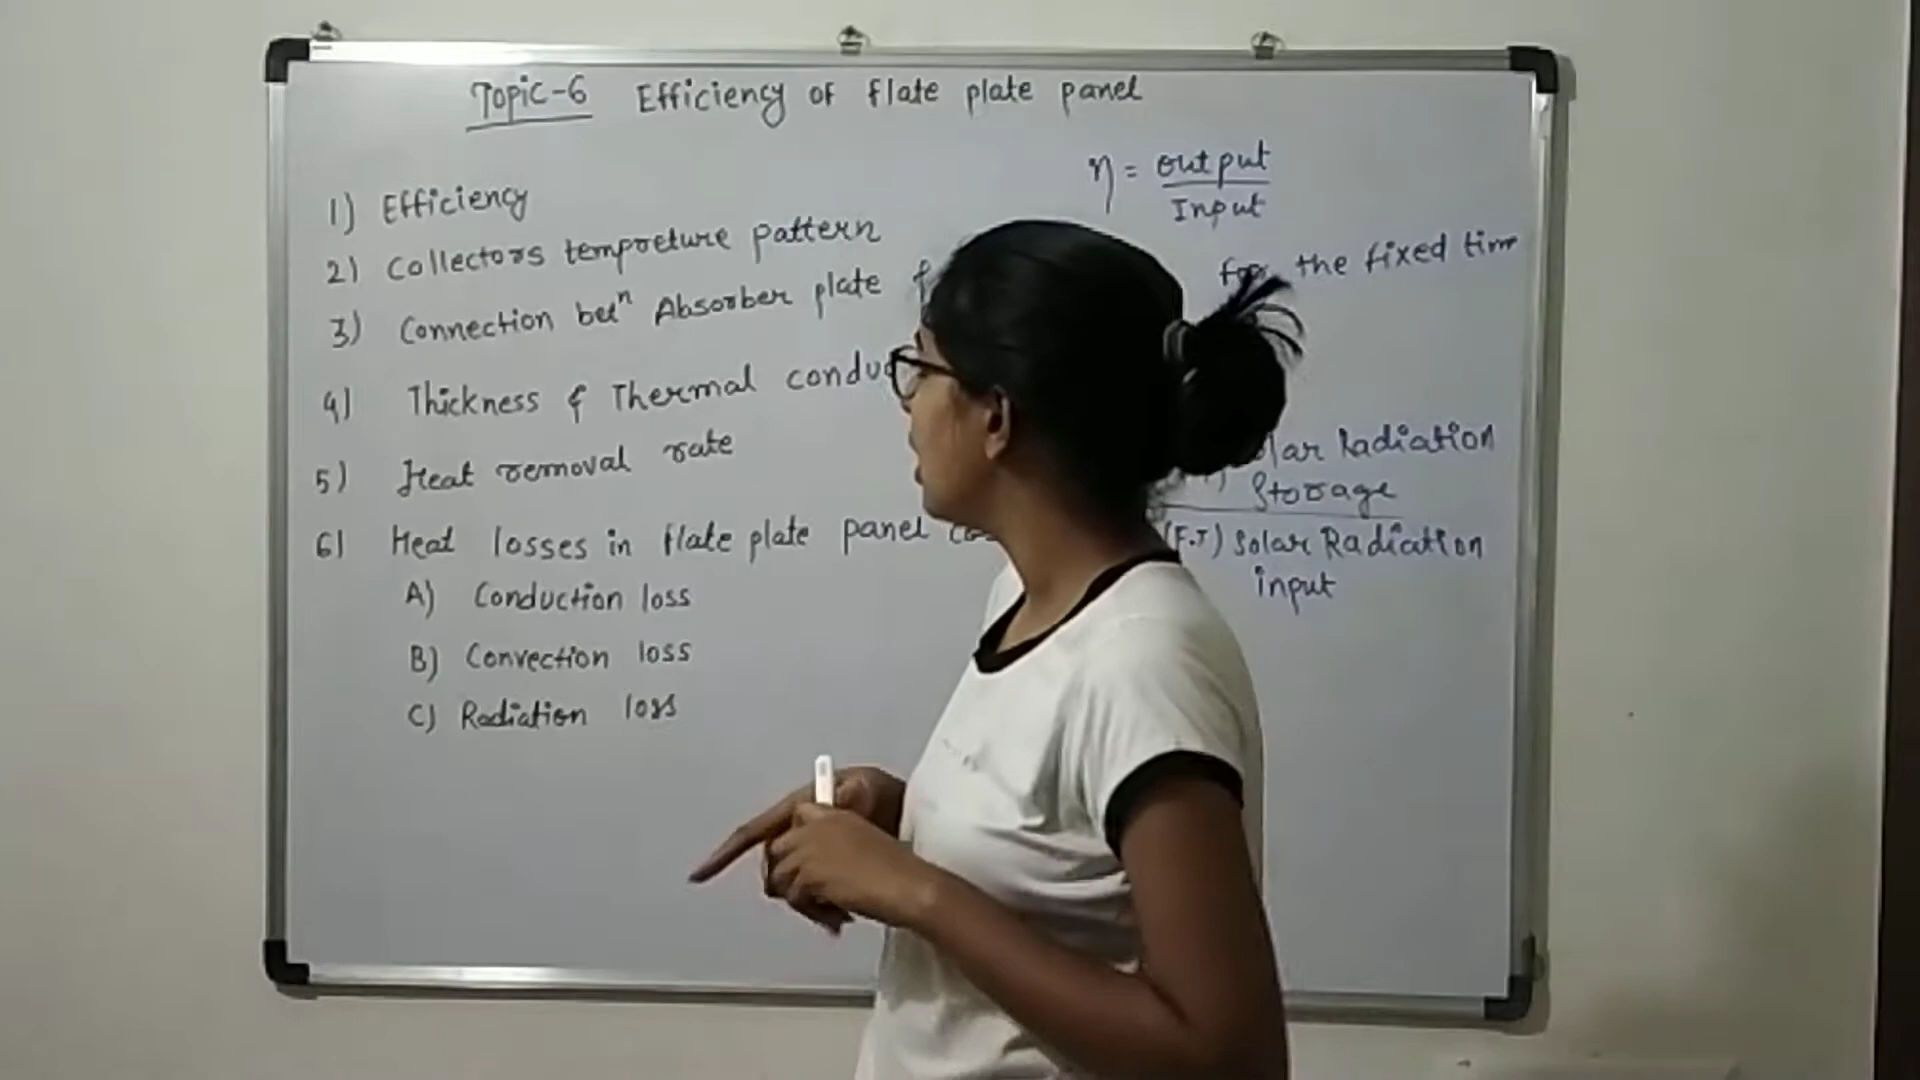 Topic-6 Efficiency of flate plate panel
η = output
Input
1) Efficiency
2) Collectors tempreture pattern
for the fixed time
3) Connection betⁿ Absorber plate
4) Thickness & Thermal
5) Heat removal rate
Radiation
Storage
6) Heat losses in flate plate panel
(F.T) Solar Radiation
input
A) Conduction loss
B) Convection loss
C) Radiation loss